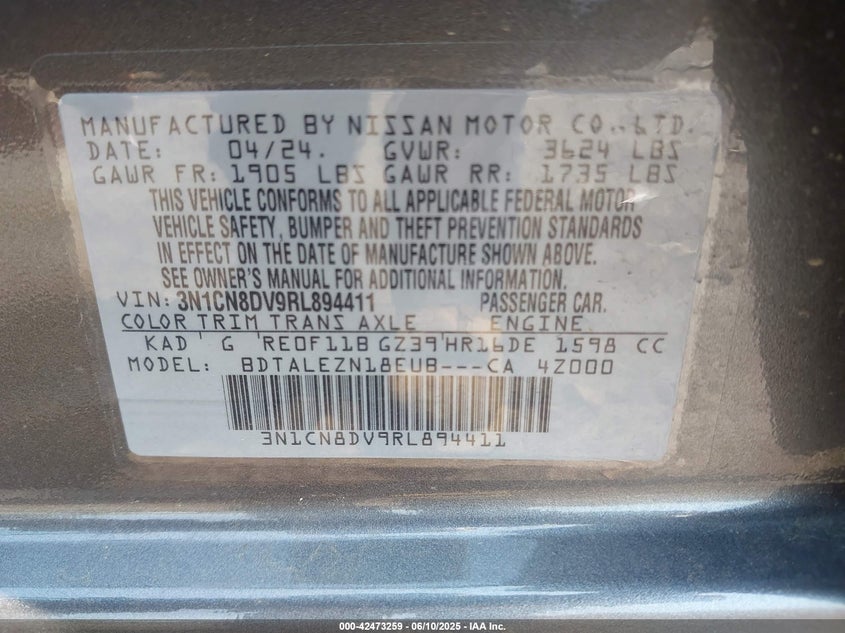 MANUFACTURED BY NISSAN MOTOR CO., LTD.
DATE: 04/24. GVWR: 3624 LBS
GAWR FR: 1905 LBS GAWR RR: 1735 LBS
THIS VEHICLE CONFORMS TO ALL APPLICABLE FEDERAL MOTOR
VEHICLE SAFETY, BUMPER AND THEFT PREVENTION STANDARDS
IN EFFECT ON THE DATE OF MANUFACTURE SHOWN ABOVE.
SEE OWNER'S MANUAL FOR ADDITIONAL INFORMATION.
VIN: 3N1CN8DV9RL894411 PASSENGER CAR.
COLOR TRIM TRANS AXLE ENGINE
KAD G RE0F11B GZ39 HR16DE 1598 CC
MODEL: BDTALEZN18EUB---CA 4Z000
3N1CN8DV9RL894411
000-42473259 | 06/10/2025 - IAA Inc.